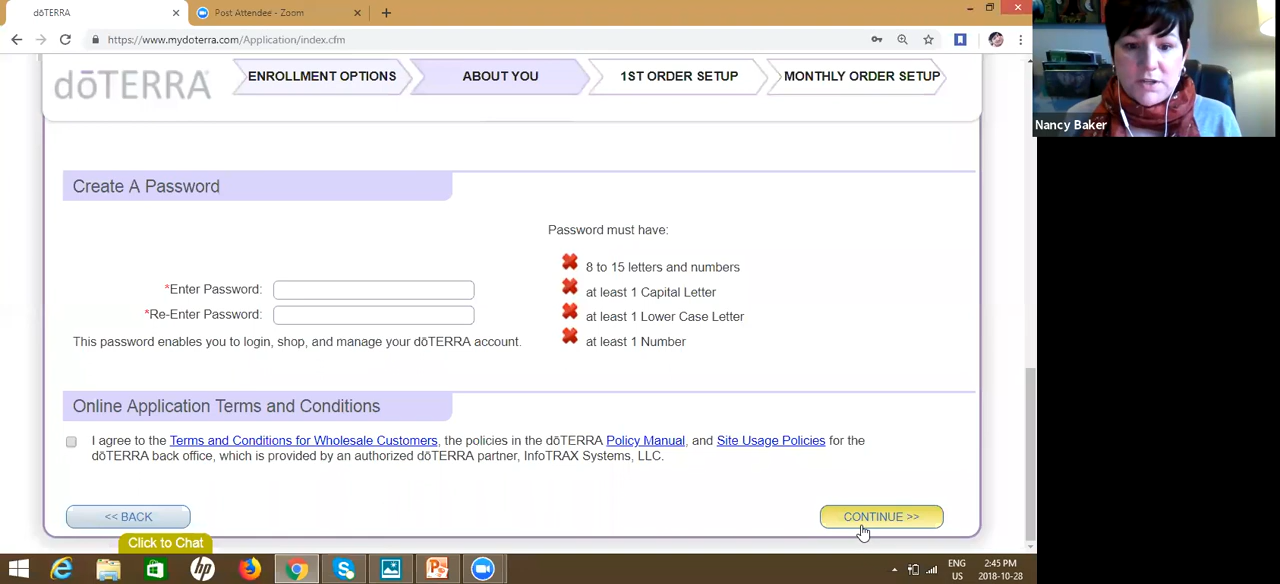 dōTERRA
Post Attendee - Zoom
https://www.mydoterra.com/Application/index.cfm
Nancy Baker
dōTERRA
ENROLLMENT OPTIONS
ABOUT YOU
1ST ORDER SETUP
MONTHLY ORDER SETUP
Create A Password
Password must have:
8 to 15 letters and numbers
*Enter Password:
at least 1 Capital Letter
*Re-Enter Password:
at least 1 Lower Case Letter
This password enables you to login, shop, and manage your dōTERRA account.
at least 1 Number
Online Application Terms and Conditions
I agree to the Terms and Conditions for Wholesale Customers, the policies in the dōTERRA Policy Manual, and Site Usage Policies for the
dōTERRA back office, which is provided by an authorized dōTERRA partner, InfoTRAX Systems, LLC.
<< BACK
CONTINUE >>
Click to Chat
ENG
US
2:45 PM
2018-10-28